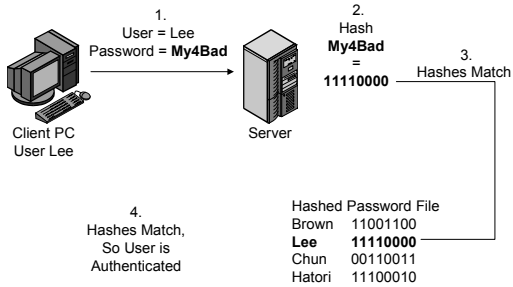 1.
User = Lee
Password = My4Bad
2.
Hash
My4Bad
=
11110000
3.
Hashes Match
Client PC
User Lee
Server
4.
Hashes Match,
So User is
Authenticated
Hashed Password File
Brown 11001100
Lee 11110000
Chun 00110011
Hatori 11100010